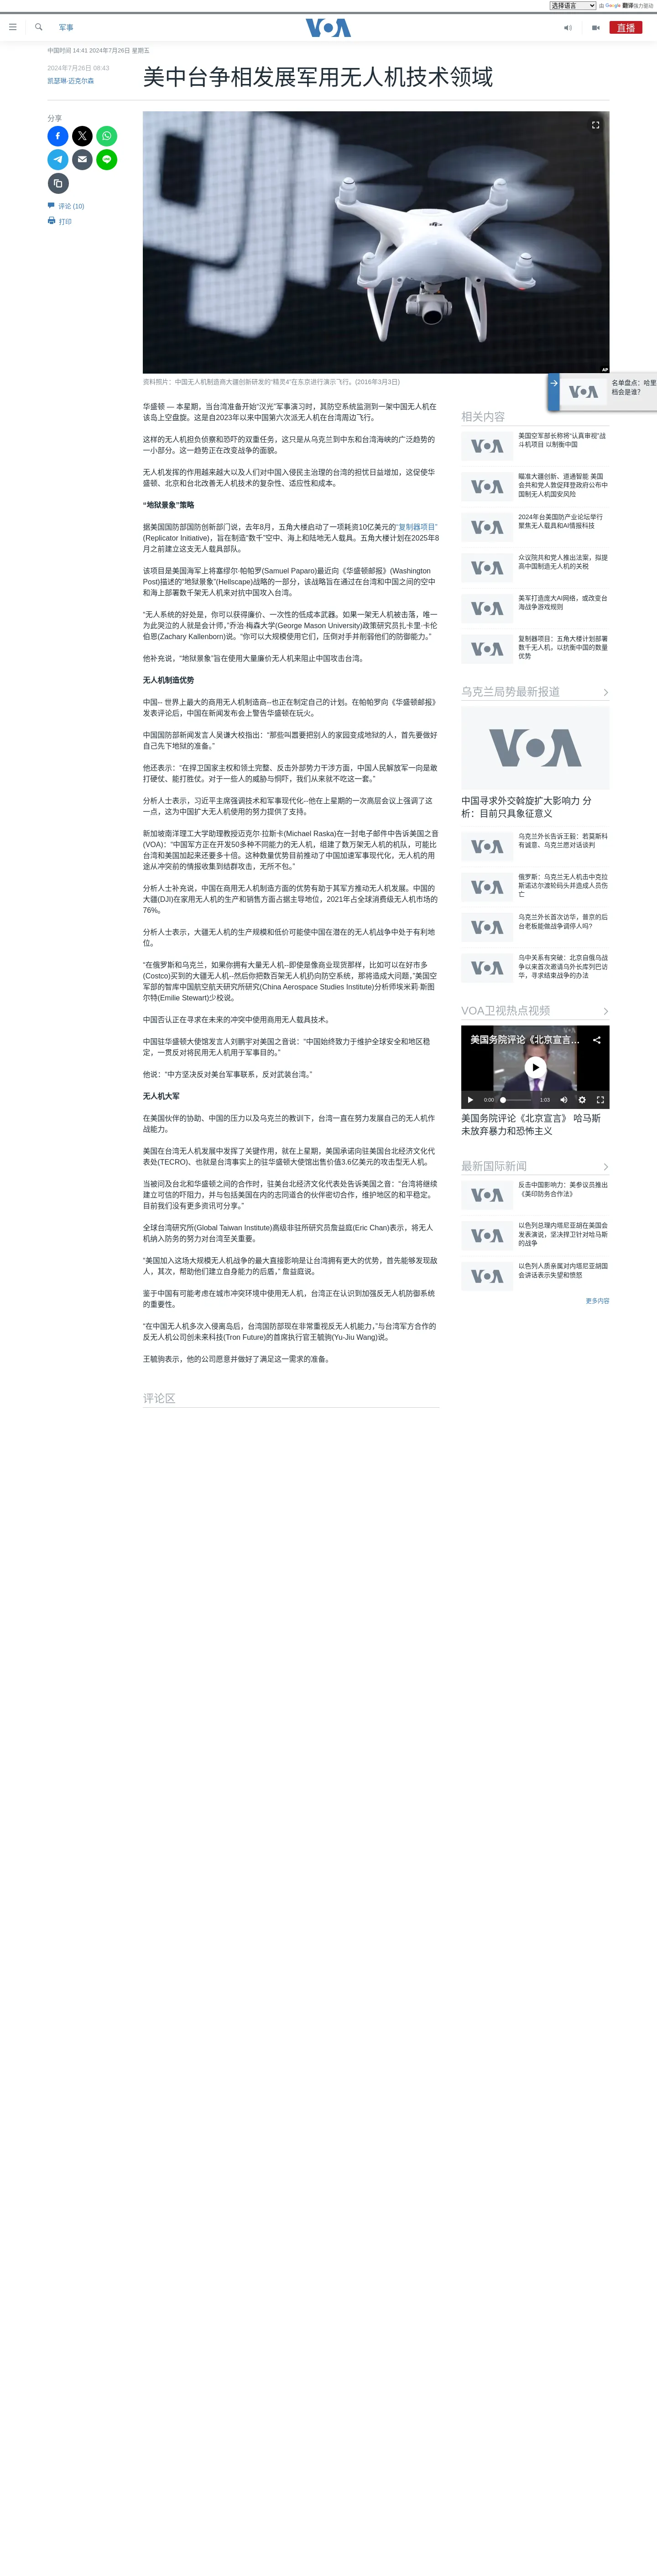 选择语言
由 Google 翻译强力驱动
军事
VOA
直播
中国时间 14:41 2024年7月26日 星期五
2024年7月26日 08:43
凯瑟琳·迈克尔森
美中台争相发展军用无人机技术领域
分享
评论 (10)
打印
AP
资料照片：中国无人机制造商大疆创新研发的“精灵4”在东京进行演示飞行。(2016年3月3日)
华盛顿 — 本星期，当台湾准备开始“汉光”军事演习时，其防空系统监测到一架中国无人机在
该岛上空盘旋。这是自2023年以来中国第六次派无人机在台湾周边飞行。
这样的无人机担负侦察和恐吓的双重任务，这只是从乌克兰到中东和台湾海峡的广泛趋势的
一小部分。这一趋势正在改变战争的面貌。
无人机发挥的作用越来越大以及人们对中国入侵民主治理的台湾的担忧日益增加，这促使华
盛顿、北京和台北改善无人机技术的复杂性、适应性和成本。
“地狱景象”策略
据美国国防部国防创新部门说，去年8月，五角大楼启动了一项耗资10亿美元的“复制器项目”
(Replicator Initiative)，旨在制造“数千”空中、海上和陆地无人载具。五角大楼计划在2025年8
月之前建立这支无人载具部队。
该项目是美国海军上将塞缪尔·帕帕罗(Samuel Paparo)最近向《华盛顿邮报》(Washington
Post)描述的“地狱景象”(Hellscape)战略的一部分，该战略旨在通过在台湾和中国之间的空中
和海上部署数千架无人机来对抗中国攻入台湾。
“无人系统的好处是，你可以获得廉价、一次性的低成本武器。如果一架无人机被击落，唯一
为此哭泣的人就是会计师，”乔治·梅森大学(George Mason University)政策研究员扎卡里·卡伦
伯恩(Zachary Kallenborn)说。“你可以大规模使用它们，压倒对手并削弱他们的防御能力。”
他补充说，“地狱景象”旨在使用大量廉价无人机来阻止中国攻击台湾。
无人机制造优势
中国-- 世界上最大的商用无人机制造商--也正在制定自己的计划。在帕帕罗向《华盛顿邮报》
发表评论后，中国在新闻发布会上警告华盛顿在玩火。
中国国防部新闻发言人吴谦大校指出：“那些叫嚣要把别人的家园变成地狱的人，首先要做好
自己先下地狱的准备。”
他还表示：“在捍卫国家主权和领土完整、反击外部势力干涉方面，中国人民解放军一向是敢
打硬仗、能打胜仗。对于一些人的威胁与恫吓，我们从来就不吃这一套。”
分析人士表示，习近平主席强调技术和军事现代化--他在上星期的一次高层会议上强调了这
一点，这为中国扩大无人机使用的努力提供了支持。
新加坡南洋理工大学助理教授迈克尔·拉斯卡(Michael Raska)在一封电子邮件中告诉美国之音
(VOA)：“中国军方正在开发50多种不同能力的无人机，组建了数万架无人机的机队，可能比
台湾和美国加起来还要多十倍。这种数量优势目前推动了中国加速军事现代化，无人机的用
途从冲突前的情报收集到结群攻击，无所不包。”
分析人士补充说，中国在商用无人机制造方面的优势有助于其军方推动无人机发展。中国的
大疆(DJI)在家用无人机的生产和销售方面占据主导地位，2021年占全球消费级无人机市场的
76%。
分析人士表示，大疆无人机的生产规模和低价可能使中国在潜在的无人机战争中处于有利地
位。
“在俄罗斯和乌克兰，如果你拥有大量无人机--即使是像商业现货那样，比如可以在好市多
(Costco)买到的大疆无人机--然后你把数百架无人机扔向防空系统，那将造成大问题，”美国空
军部的智库中国航空航天研究所研究(China Aerospace Studies Institute)分析师埃米莉·斯图
尔特(Emilie Stewart)少校说。
中国否认正在寻求在未来的冲突中使用商用无人载具技术。
中国驻华盛顿大使馆发言人刘鹏宇对美国之音说：“中国始终致力于维护全球安全和地区稳
定，一贯反对将民用无人机用于军事目的。”
他说：“中方坚决反对美台军事联系，反对武装台湾。”
无人机大军
在美国伙伴的协助、中国的压力以及乌克兰的教训下，台湾一直在努力发展自己的无人机作
战能力。
美国在台湾无人机发展中发挥了关键作用，就在上星期，美国承诺向驻美国台北经济文化代
表处(TECRO)、也就是台湾事实上的驻华盛顿大使馆出售价值3.6亿美元的攻击型无人机。
当被问及台北和华盛顿之间的合作时，驻美台北经济文化代表处告诉美国之音：“台湾将继续
建立可信的吓阻力，并与包括美国在内的志同道合的伙伴密切合作，维护地区的和平稳定。
目前我们没有更多资讯可分享。”
全球台湾研究所(Global Taiwan Institute)高级非驻所研究员詹益庭(Eric Chan)表示，将无人
机纳入防务的努力对台湾至关重要。
“美国加入这场大规模无人机战争的最大直接影响是让台湾拥有更大的优势，首先能够发现敌
人，其次，帮助他们建立自身能力的后盾，” 詹益庭说。
鉴于中国有可能考虑在城市冲突环境中使用无人机，台湾正在认识到加强反无人机防御系统
的重要性。
“在中国无人机多次入侵离岛后，台湾国防部现在非常重视反无人机能力，”与台湾军方合作的
反无人机公司创未来科技(Tron Future)的首席执行官王毓驹(Yu-Jiu Wang)说。
王毓驹表示，他的公司愿意并做好了满足这一需求的准备。
评论区
名单盘点：哈里
档会是谁?
相关内容
美国空军部长称将“认真审视”战
斗机项目 以制衡中国
瞄准大疆创新、道通智能 美国
会共和党人敦促拜登政府公布中
国制无人机国安风险
2024年台美国防产业论坛举行
聚焦无人载具和AI情报科技
众议院共和党人推出法案，拟提
高中国制造无人机的关税
美军打造庞大AI网络，或改变台
海战争游戏规则
复制器项目：五角大楼计划部署
数千无人机，以抗衡中国的数量
优势
乌克兰局势最新报道
VOA
中国寻求外交斡旋扩大影响力 分
析：目前只具象征意义
乌克兰外长告诉王毅：若莫斯科
有诚意、乌克兰愿对话谈判
俄罗斯：乌克兰无人机击中克拉
斯诺达尔渡轮码头并造成人员伤
亡
乌克兰外长首次访华，普京的后
台老板能做战争调停人吗?
乌中关系有突破：北京自俄乌战
争以来首次邀请乌外长库列巴访
华，寻求结束战争的办法
VOA卫视热点视频
美国务院评论《北京宣言...
0:00
1:03
美国务院评论《北京宣言》 哈马斯
未放弃暴力和恐怖主义
最新国际新闻
反击中国影响力：美参议员推出
《美印防务合作法》
以色列总理内塔尼亚胡在美国会
发表演说，坚决捍卫针对哈马斯
的战争
以色列人质亲属对内塔尼亚胡国
会讲话表示失望和愤怒
更多内容